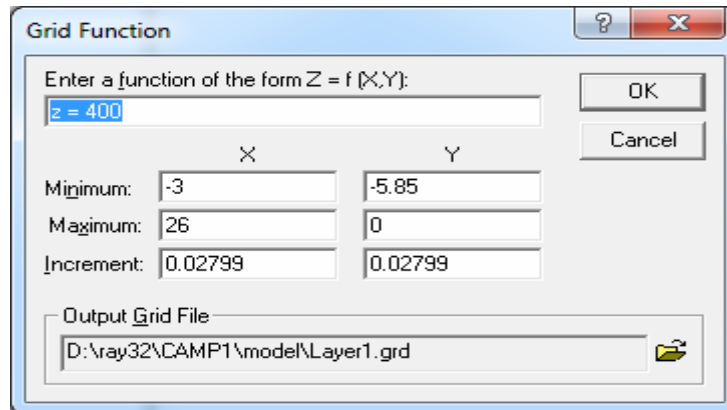 Grid Function
Enter a function of the form Z = f (X,Y):
OK
z = 400
Cancel
X Y
Minimum: -3 -5.85
Maximum: 26 0
Increment: 0.02799 0.02799
Output Grid File
D:\ray32\CAMP1\model\Layer1.grd